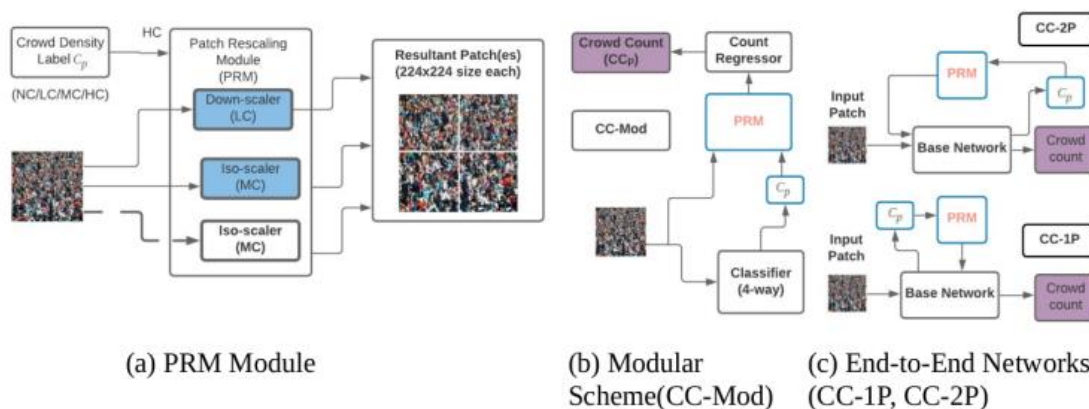 Crowd Density
Label Cp
(NC/LC/MC/HC)
HC
Patch Rescaling
Module
(PRM)
Down-scaler
(LC)
Iso-scaler
(MC)
Iso-scaler
(MC)
Resultant Patch(es)
(224x224 size each)
(a) PRM Module
Crowd Count
(CCp)
Count
Regressor
CC-Mod
PRM
Cp
Classifier
(4-way)
(b) Modular
Scheme(CC-Mod)
CC-2P
PRM
Cp
Input
Patch
Base Network
Crowd
count
Cp
PRM
CC-1P
Input
Patch
Base Network
Crowd
count
(c) End-to-End Networks
(CC-1P, CC-2P)